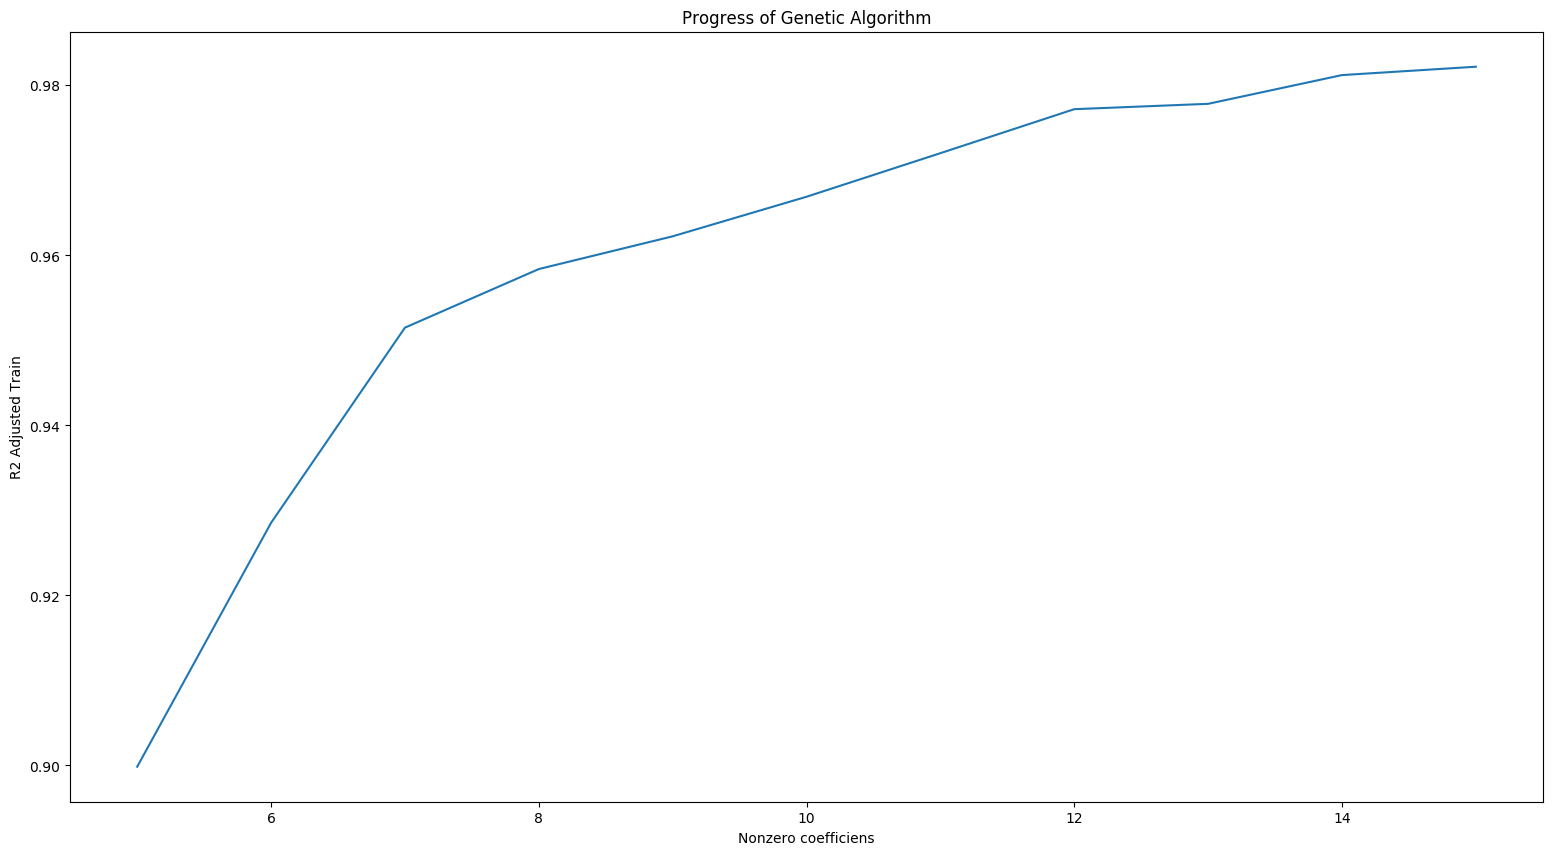 Progress of Genetic Algorithm
R2 Adjusted Train
0.98
0.96
0.94
0.92
0.90
6 8 10 12 14
Nonzero coefficiens